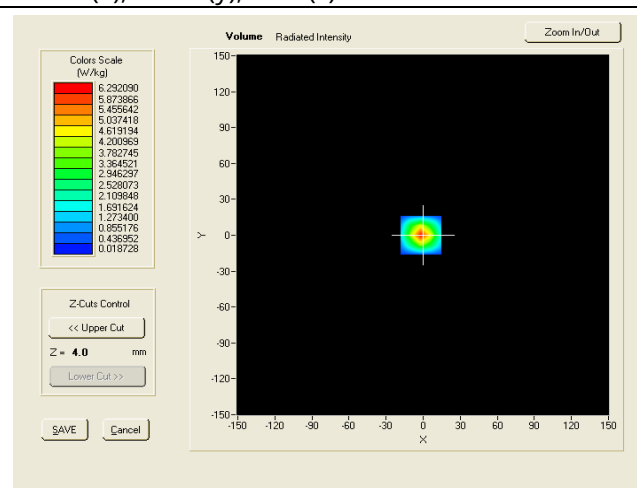 Volume Radiated Intensity
Zoom In/Out
Colors Scale
(W/kg)
6.292090
5.873866
5.455642
5.037418
4.619194
4.200969
3.782745
3.364521
2.946297
2.528073
2.109848
1.691624
1.273400
0.855176
0.436952
0.018728
Z-Cuts Control
<< Upper Cut
Z = 4.0 mm
Lower Cut >>
SAVE Cancel
150
120
90
60
30
0
-30
-60
-90
-120
-150
Y
-150 -120 -90 -60 -30 0 30 60 90 120 150
X